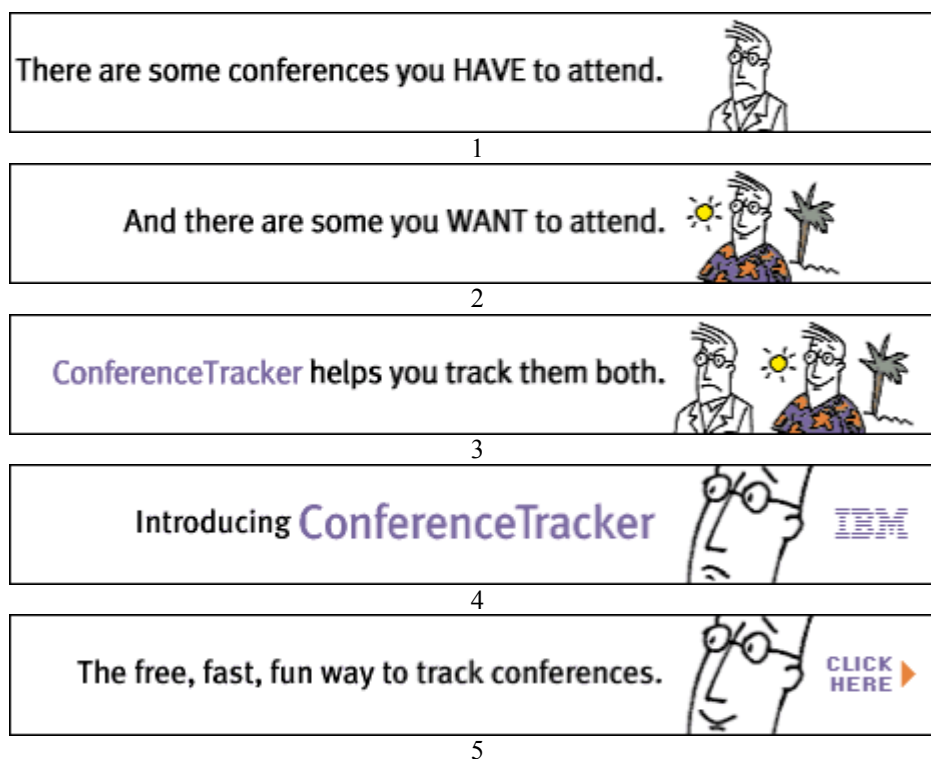 There are some conferences you HAVE to attend.
1
And there are some you WANT to attend.
2
ConferenceTracker helps you track them both.
3
Introducing ConferenceTracker IBM
4
The free, fast, fun way to track conferences. CLICK
HERE
5